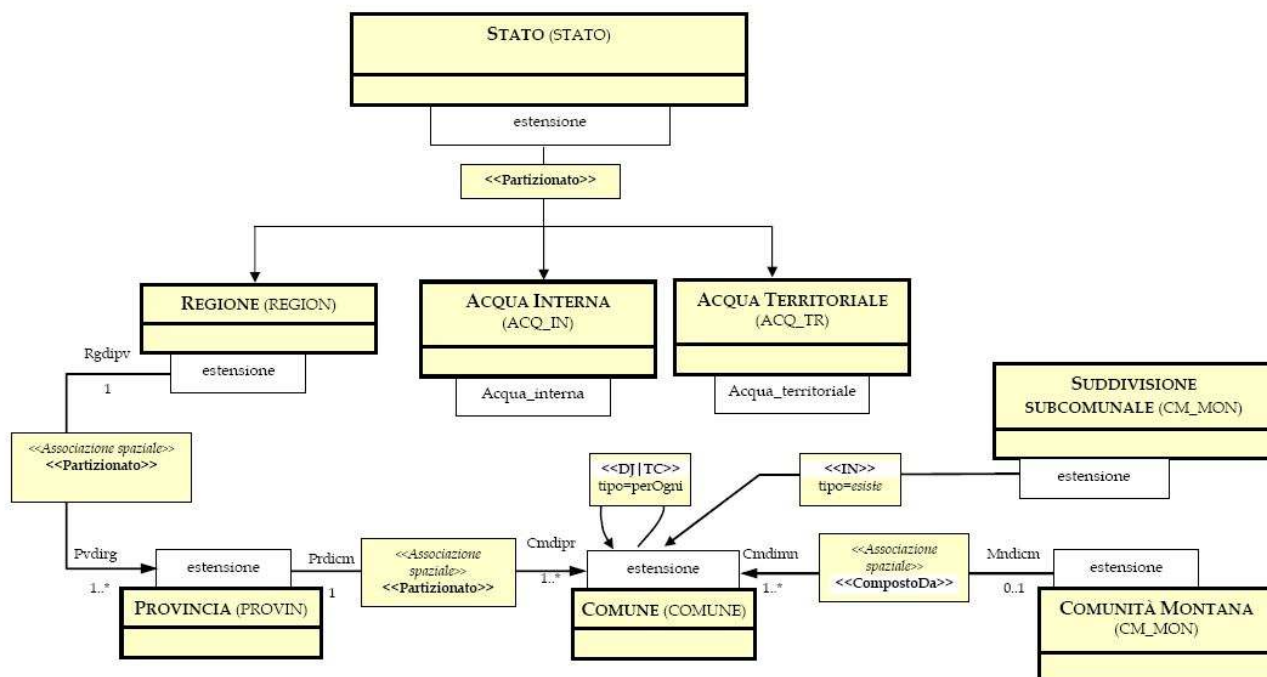 STATO (STATO)
estensione
<<Partizionato>>
REGIONE (REGION)
estensione
ACQUA INTERNA
(ACQ_IN)
Acqua_interna
ACQUA TERRITORIALE
(ACQ_TR)
Acqua_territoriale
Rgdipv
1
<<Associazione spaziale>>
<<Partizionato>>
Pvdirg
1..*
estensione
PROVINCIA (PROVIN)
Prdicm
1
<<Associazione
spaziale>>
<<Partizionato>>
Cmdipr
1..*
<<DJ|TC>>
tipo=perOgni
estensione
COMUNE (COMUNE)
<<IN>>
tipo=esiste
SUDDIVISIONE
SUBCOMUNALE (CM_MON)
estensione
Cmdimn
1..*
<<Associazione
spaziale>>
<<CompostoDa>>
Mndicm
0..1
estensione
COMUNITÀ MONTANA
(CM_MON)